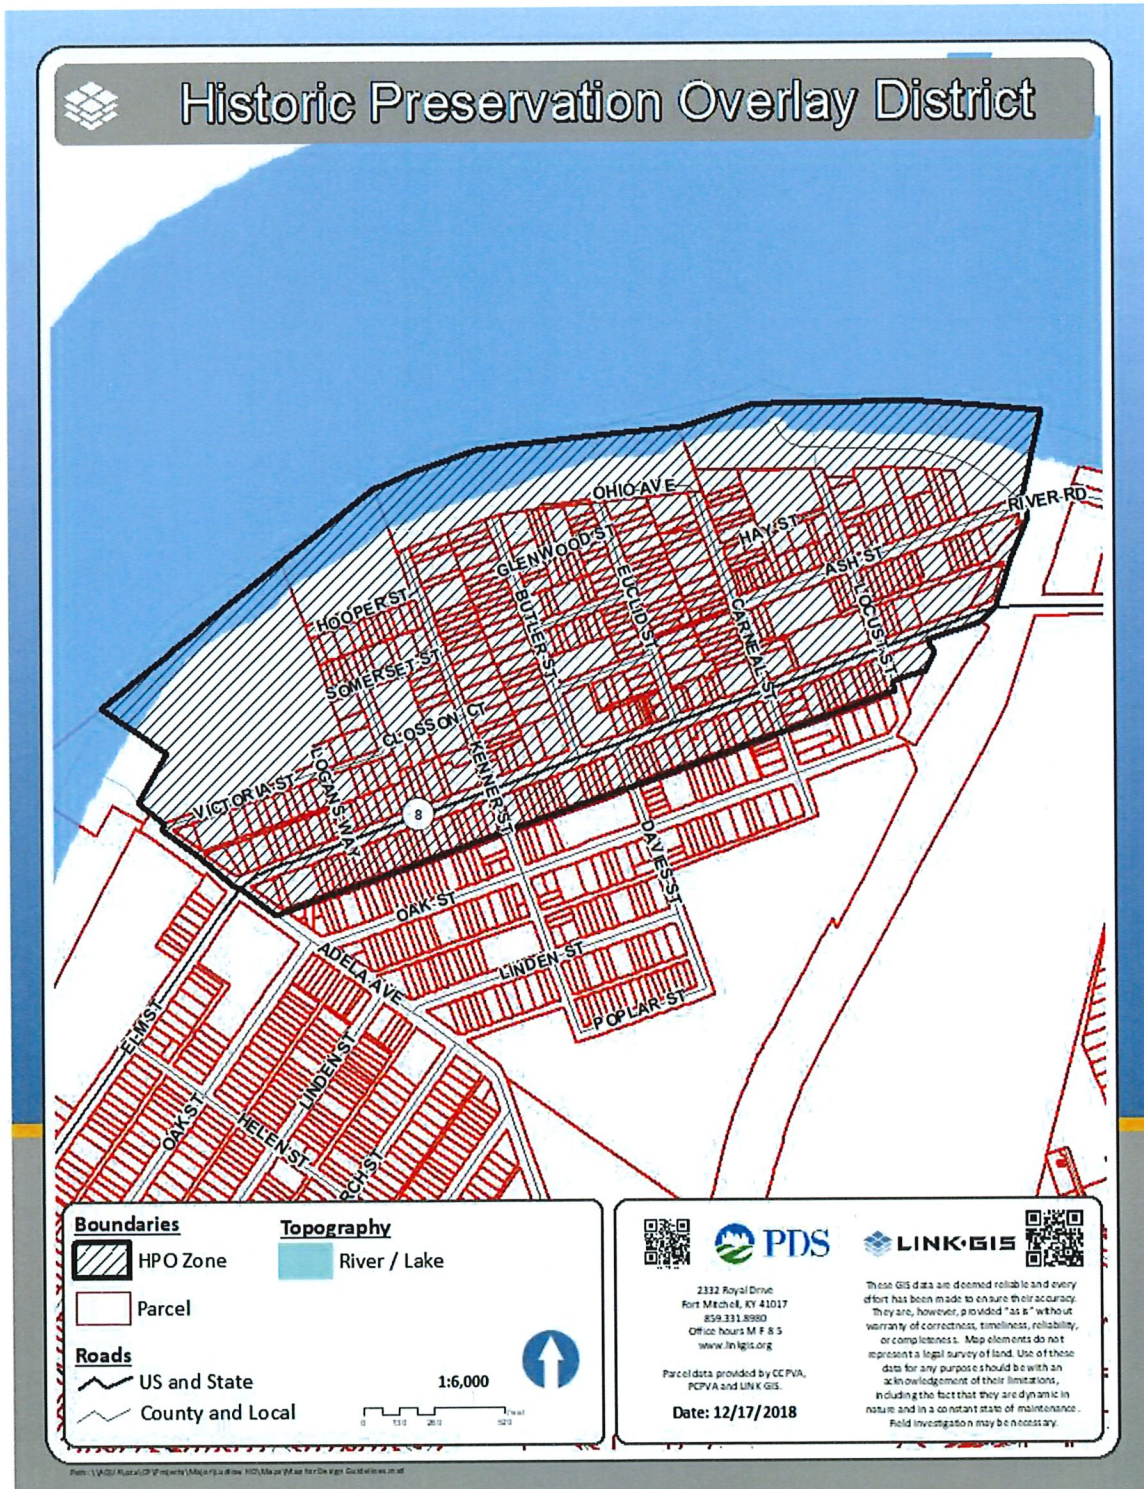 Historic Preservation Overlay District
OHIO AVE
RIVER RD
HAY ST
GLENWOOD ST
ASH ST
EUCLID S
LOCUST ST
HOOPER ST
BUTLER ST
CARNEAL ST
SOMERSET ST
CLOSSON CT
KENNER ST
LOGANS WAY
VICTORIA ST
8
DAVIES ST
OAK ST
ADELA AVE
LINDEN ST
POPLAR ST
ELM ST
LINDEN ST
OAK ST
HELEN ST
RCH ST
Boundaries
HPO Zone
Parcel
Roads
US and State
County and Local
Topography
River / Lake
1:6,000
0 130 260 520
Feet
PDS
2332 Royal Drive
Fort Mitchell, KY 41017
859.331.8980
Office hours M F 8 5
www.linkgis.org
Parcel data provided by CCPVA,
PCPVA and LINK GIS.
Date: 12/17/2018
LINK·GIS
These GIS data are deemed reliable and every
effort has been made to ensure their accuracy.
They are, however, provided "as is" without
warranty of correctness, timeliness, reliability,
or completeness. Map elements do not
represent a legal survey of land. Use of these
data for any purpose should be with an
acknowledgement of their limitations,
including the fact that they are dynamic in
nature and in a constant state of maintenance.
Field investigation may be necessary.